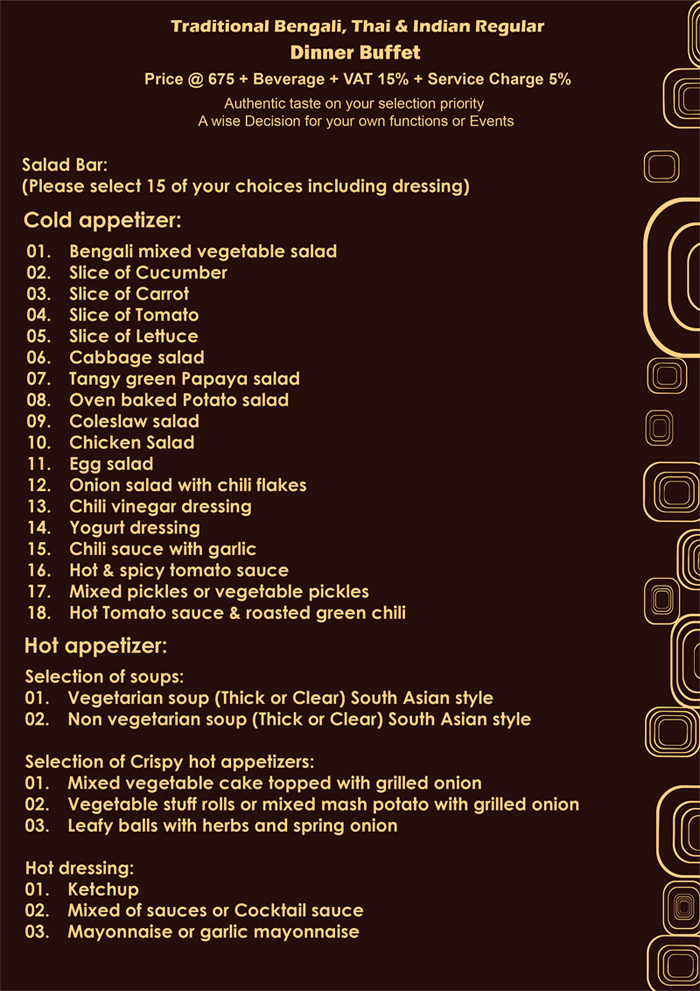 Traditional Bengali, Thai & Indian Regular
Dinner Buffet
Price @ 675 + Beverage + VAT 15% + Service Charge 5%
Authentic taste on your selection priority
A wise Decision for your own functions or Events
Salad Bar:
(Please select 15 of your choices including dressing)
Cold appetizer:
01. Bengali mixed vegetable salad
02. Slice of Cucumber
03. Slice of Carrot
04. Slice of Tomato
05. Slice of Lettuce
06. Cabbage salad
07. Tangy green Papaya salad
08. Oven baked Potato salad
09. Coleslaw salad
10. Chicken Salad
11. Egg salad
12. Onion salad with chili flakes
13. Chili vinegar dressing
14. Yogurt dressing
15. Chili sauce with garlic
16. Hot & spicy tomato sauce
17. Mixed pickles or vegetable pickles
18. Hot Tomato sauce & roasted green chili
Hot appetizer:
Selection of soups:
01. Vegetarian soup (Thick or Clear) South Asian style
02. Non vegetarian soup (Thick or Clear) South Asian style
Selection of Crispy hot appetizers:
01. Mixed vegetable cake topped with grilled onion
02. Vegetable stuff rolls or mixed mash potato with grilled onion
03. Leafy balls with herbs and spring onion
Hot dressing:
01. Ketchup
02. Mixed of sauces or Cocktail sauce
03. Mayonnaise or garlic mayonnaise